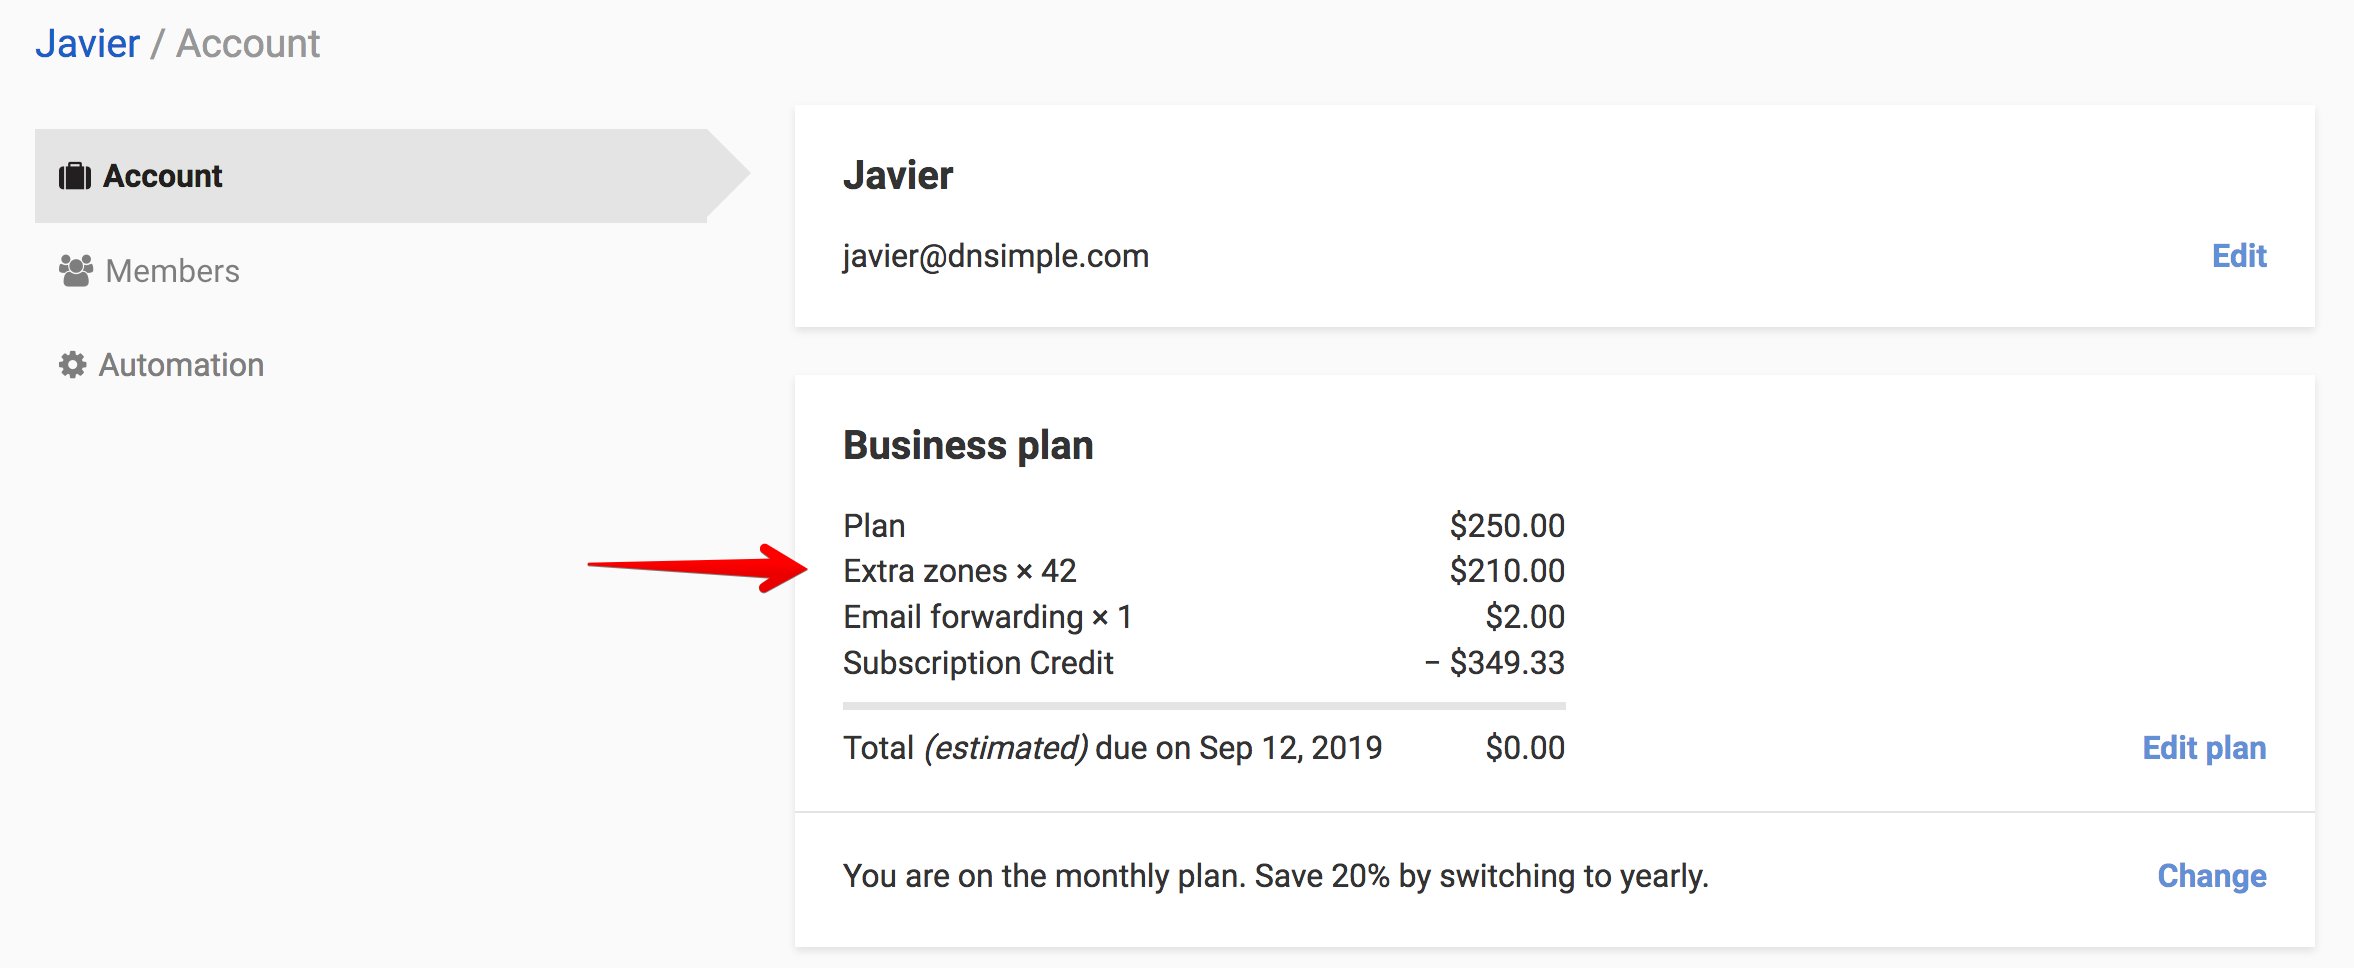 Javier / Account
Account
Members
Automation
Javier
javier@dnsimple.com
Edit
Business plan
Plan $250.00
Extra zones × 42 $210.00
Email forwarding × 1 $2.00
Subscription Credit − $349.33
Total (estimated) due on Sep 12, 2019 $0.00
Edit plan
You are on the monthly plan. Save 20% by switching to yearly.
Change